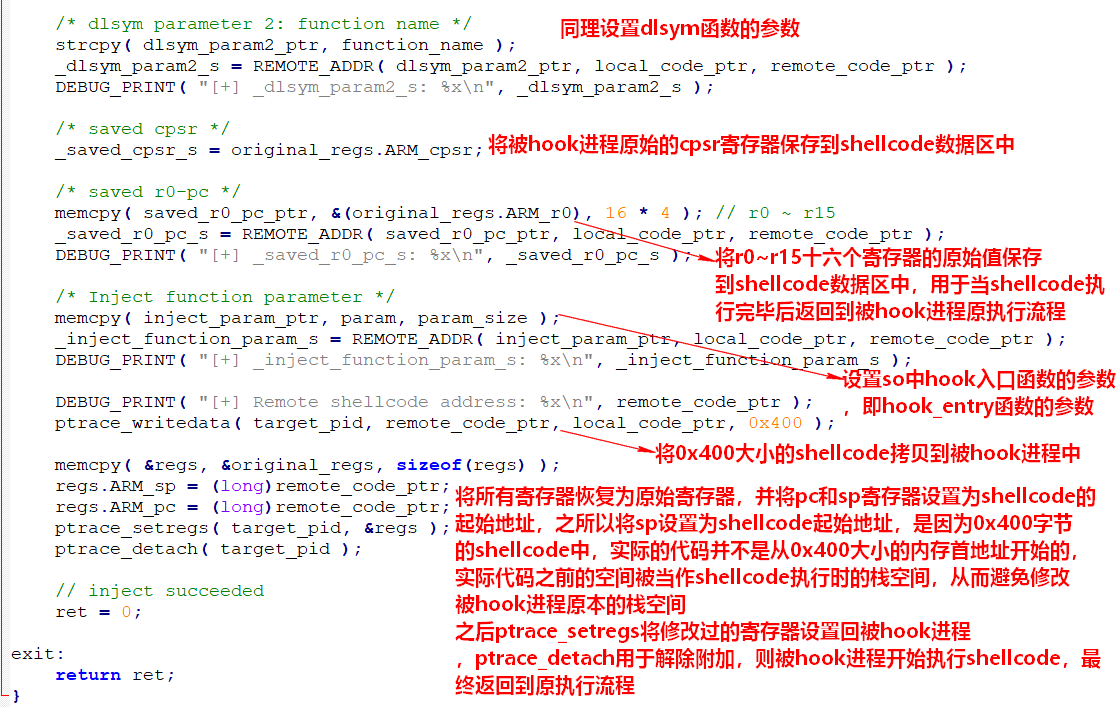 /* dlsym parameter 2: function name */
同理设置dlsym函数的参数
strcpy( dlsym_param2_ptr, function_name );
_dlsym_param2_s = REMOTE_ADDR( dlsym_param2_ptr, local_code_ptr, remote_code_ptr );
DEBUG_PRINT( "[+] _dlsym_param2_s: %x\n", _dlsym_param2_s );
/* saved cpsr */
_saved_cpsr_s = original_regs.ARM_cpsr;
将被hook进程原始的cpsr寄存器保存到shellcode数据区中
/* saved r0-pc */
memcpy( saved_r0_pc_ptr, &(original_regs.ARM_r0), 16 * 4 ); // r0 ~ r15
_saved_r0_pc_s = REMOTE_ADDR( saved_r0_pc_ptr, local_code_ptr, remote_code_ptr );
DEBUG_PRINT( "[+] _saved_r0_pc_s: %x\n", _saved_r0_pc_s );
将r0~r15十六个寄存器的原始值保存
到shellcode数据区中，用于当shellcode执
行完毕后返回到被hook进程原执行流程
/* Inject function parameter */
memcpy( inject_param_ptr, param, param_size );
_inject_function_param_s = REMOTE_ADDR( inject_param_ptr, local_code_ptr, remote_code_ptr );
DEBUG_PRINT( "[+] _inject_function_param_s: %x\n", _inject_function_param_s );
设置so中hook入口函数的参数
，即hook_entry函数的参数
DEBUG_PRINT( "[+] Remote shellcode address: %x\n", remote_code_ptr );
ptrace_writedata( target_pid, remote_code_ptr, local_code_ptr, 0x400 );
将0x400大小的shellcode拷贝到被hook进程中
memcpy( &regs, &original_regs, sizeof(regs) );
regs.ARM_sp = (long)remote_code_ptr;
regs.ARM_pc = (long)remote_code_ptr;
ptrace_setregs( target_pid, &regs );
ptrace_detach( target_pid );
将所有寄存器恢复为原始寄存器，并将pc和sp寄存器设置为shellcode的
起始地址，之所以将sp设置为shellcode起始地址，是因为0x400字节
的shellcode中，实际的代码并不是从0x400大小的内存首地址开始的，
实际代码之前的空间被当作shellcode执行时的栈空间，从而避免修改
被hook进程原本的栈空间
之后ptrace_setregs将修改过的寄存器设置回被hook进程
，ptrace_detach用于解除附加，则被hook进程开始执行shellcode，最
终返回到原执行流程
// inject succeeded
ret = 0;
exit:
return ret;
}